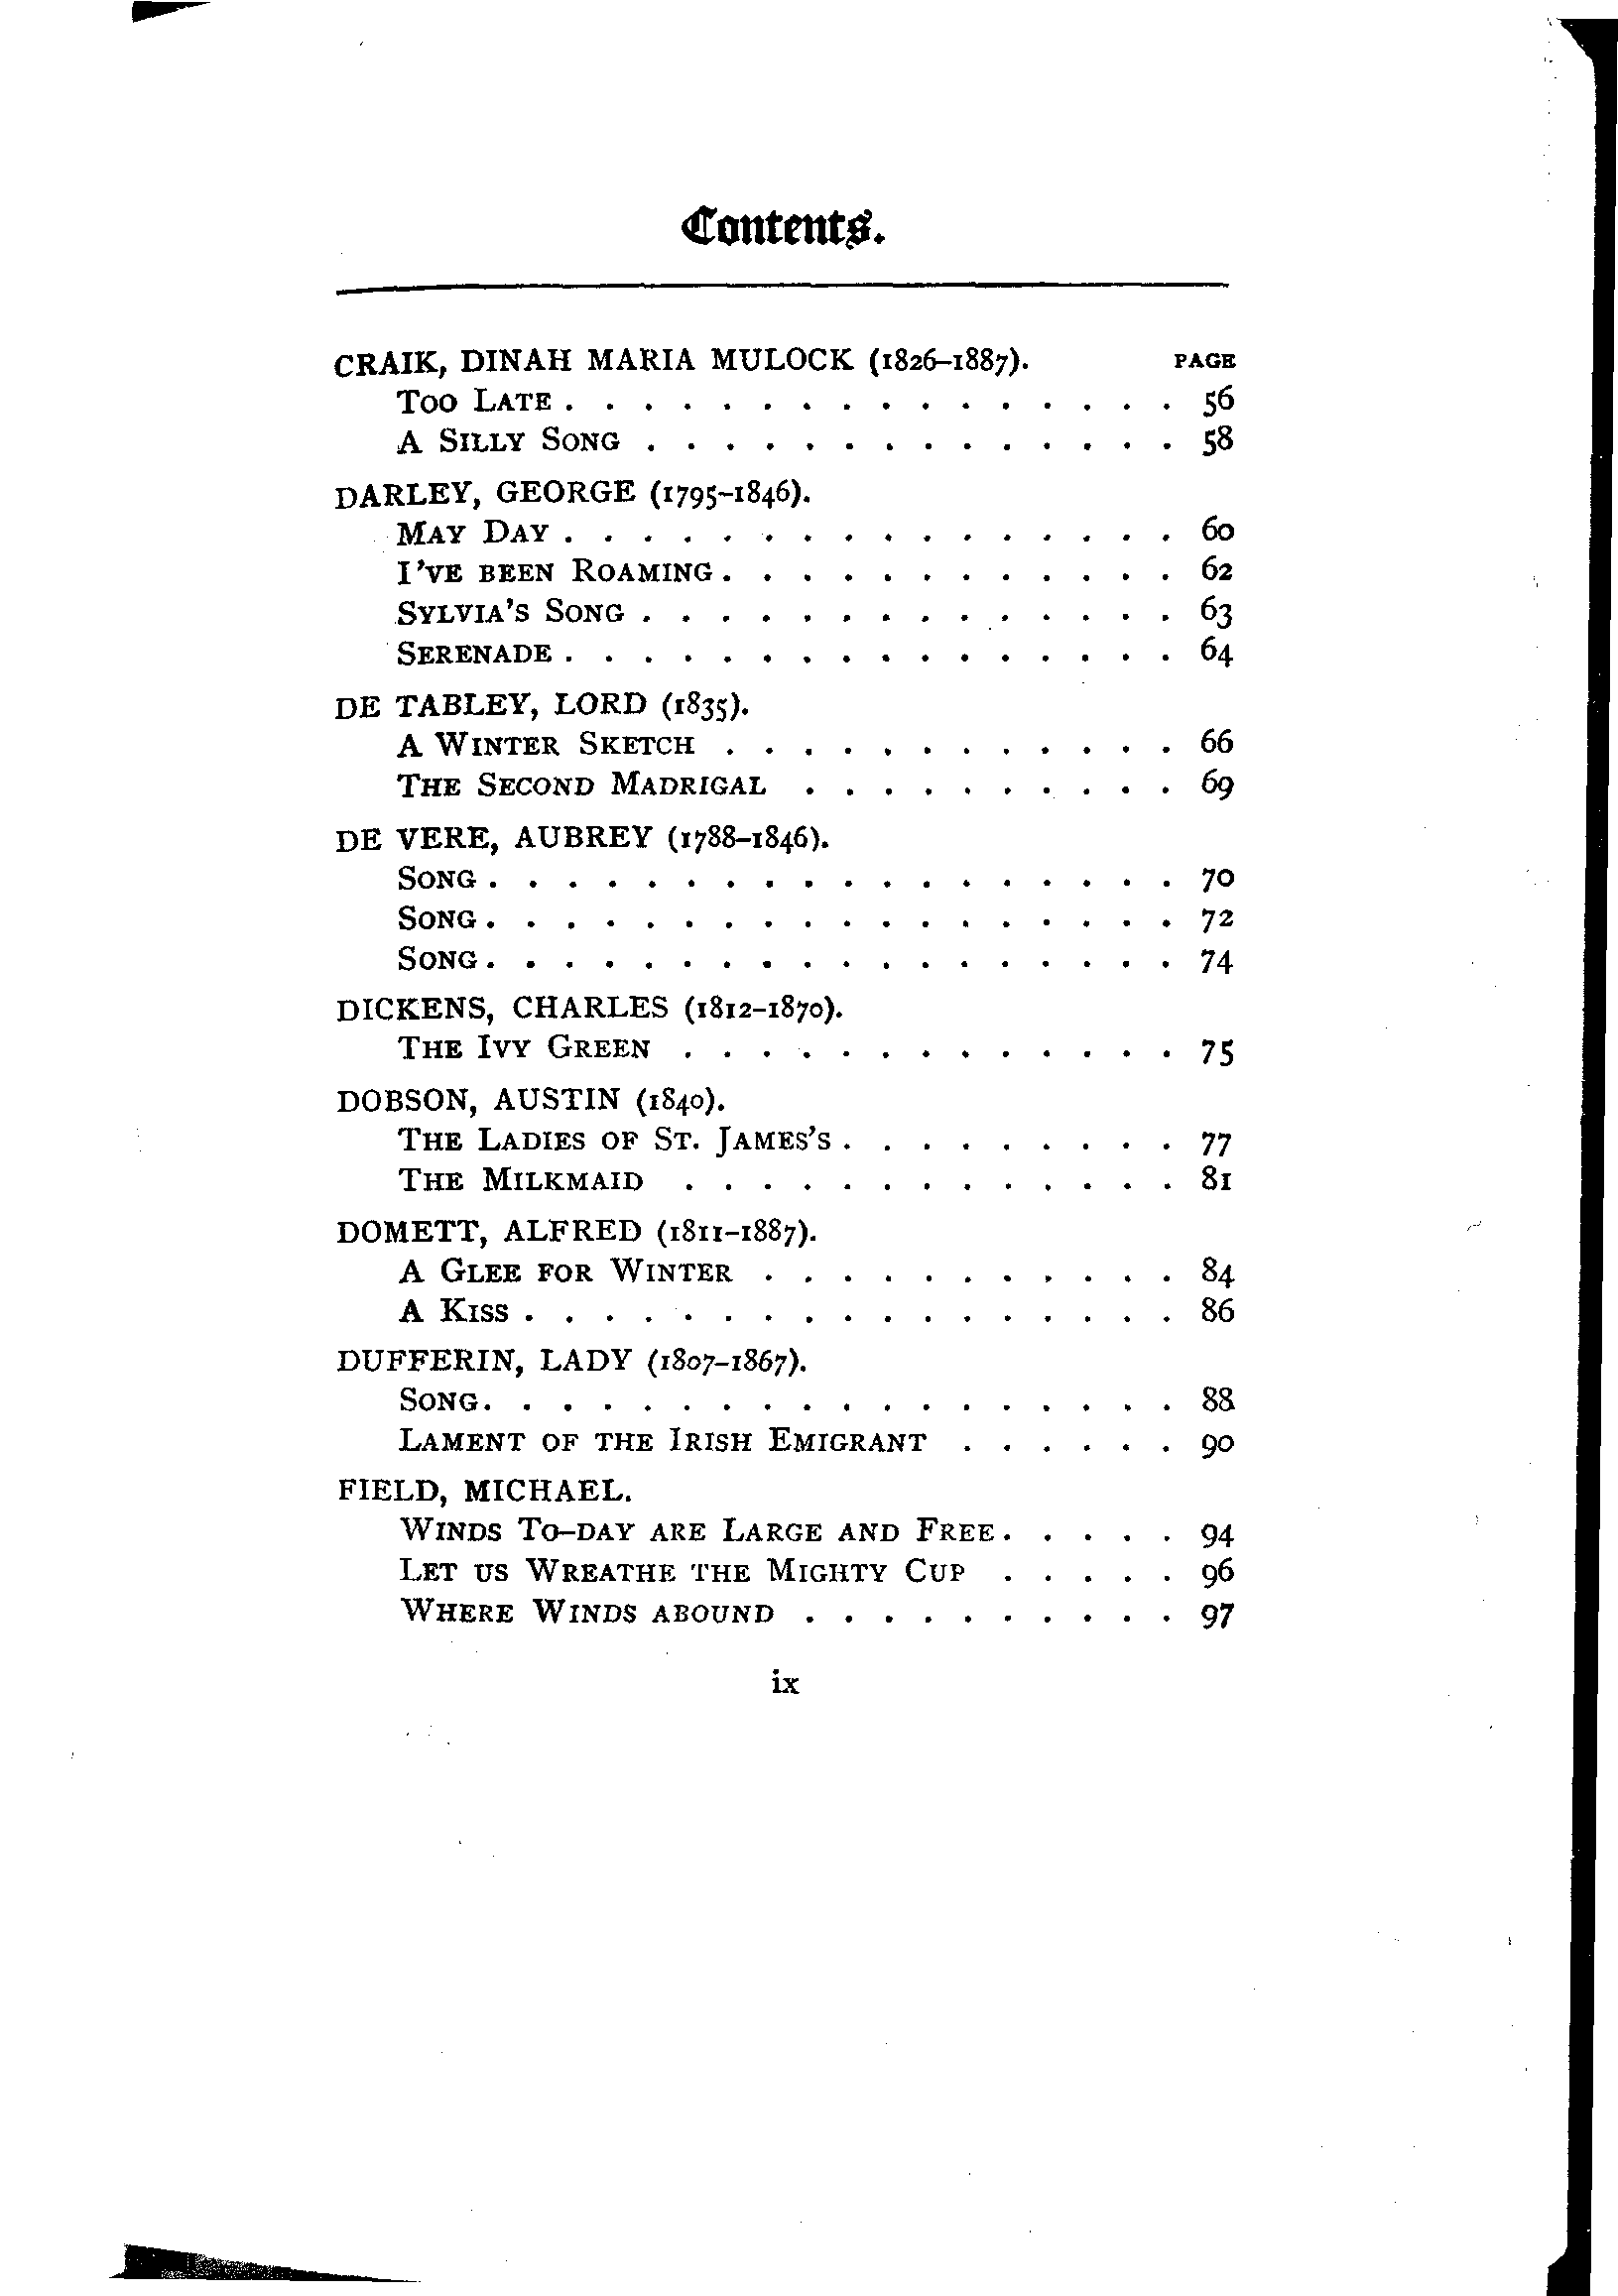 Contents.
CRAIK, DINAH MARIA MULOCK (1826–1887). PAGE
TOO LATE . . . . . . . . . . . . . . . . 56
A SILLY SONG . . . . . . . . . . . . . . 58
DARLEY, GEORGE (1795–1846).
MAY DAY . . . . . . . . . . . . . . . . 60
I'VE BEEN ROAMING . . . . . . . . . . . . 62
SYLVIA'S SONG . . . . . . . . . . . . . . 63
SERENADE . . . . . . . . . . . . . . . . 64
DE TABLEY, LORD (1835).
A WINTER SKETCH . . . . . . . . . . . . 66
THE SECOND MADRIGAL . . . . . . . . . . 69
DE VERE, AUBREY (1788–1846).
SONG . . . . . . . . . . . . . . . . . . 70
SONG . . . . . . . . . . . . . . . . . . 72
SONG . . . . . . . . . . . . . . . . . . 74
DICKENS, CHARLES (1812–1870).
THE IVY GREEN . . . . . . . . . . . . . 75
DOBSON, AUSTIN (1840).
THE LADIES OF ST. JAMES'S . . . . . . . . . 77
THE MILKMAID . . . . . . . . . . . . . 81
DOMETT, ALFRED (1811–1887).
A GLEE FOR WINTER . . . . . . . . . . . 84
A KISS . . . . . . . . . . . . . . . . . 86
DUFFERIN, LADY (1807–1867).
SONG . . . . . . . . . . . . . . . . . . 88
LAMENT OF THE IRISH EMIGRANT . . . . . . 90
FIELD, MICHAEL.
WINDS TO-DAY ARE LARGE AND FREE . . . . . 94
LET US WREATHE THE MIGHTY CUP . . . . . 96
WHERE WINDS ABOUND . . . . . . . . . . 97
ix